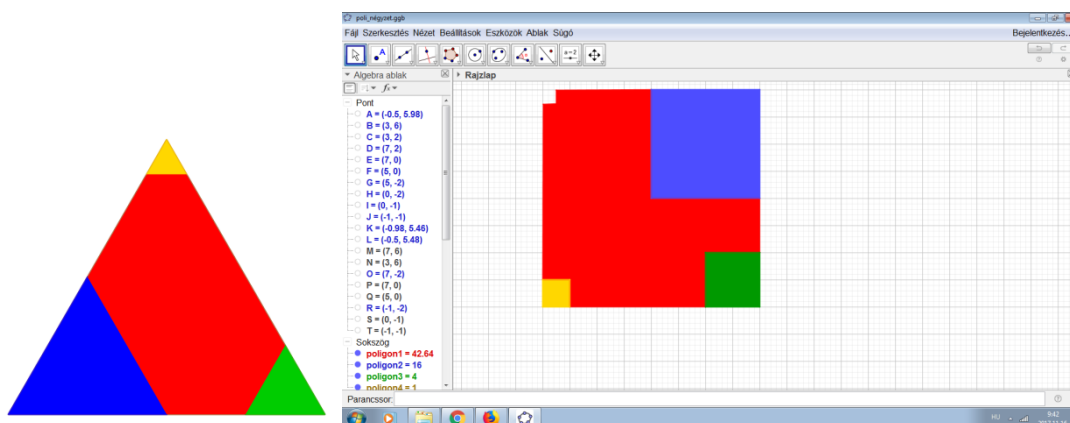 poli_négyzet.ggb
Fájl Szerkesztés Nézet Beállítások Eszközök Ablak Súgó Bejelentkezés...
A
a=2
Algebra ablak Rajzlap
fx
Pont
A = (-0.5, 5.98)
B = (3, 6)
C = (3, 2)
D = (7, 2)
E = (7, 0)
F = (5, 0)
G = (5, -2)
H = (0, -2)
I = (0, -1)
J = (-1, -1)
K = (-0.98, 5.46)
L = (-0.5, 5.48)
M = (7, 6)
N = (3, 6)
O = (7, -2)
P = (7, 0)
Q = (5, 0)
R = (-1, -2)
S = (0, -1)
T = (-1, -1)
Sokszög
poligon1 = 42.64
poligon2 = 16
poligon3 = 4
poligon4 = 1
Parancssor:
HU 9:42